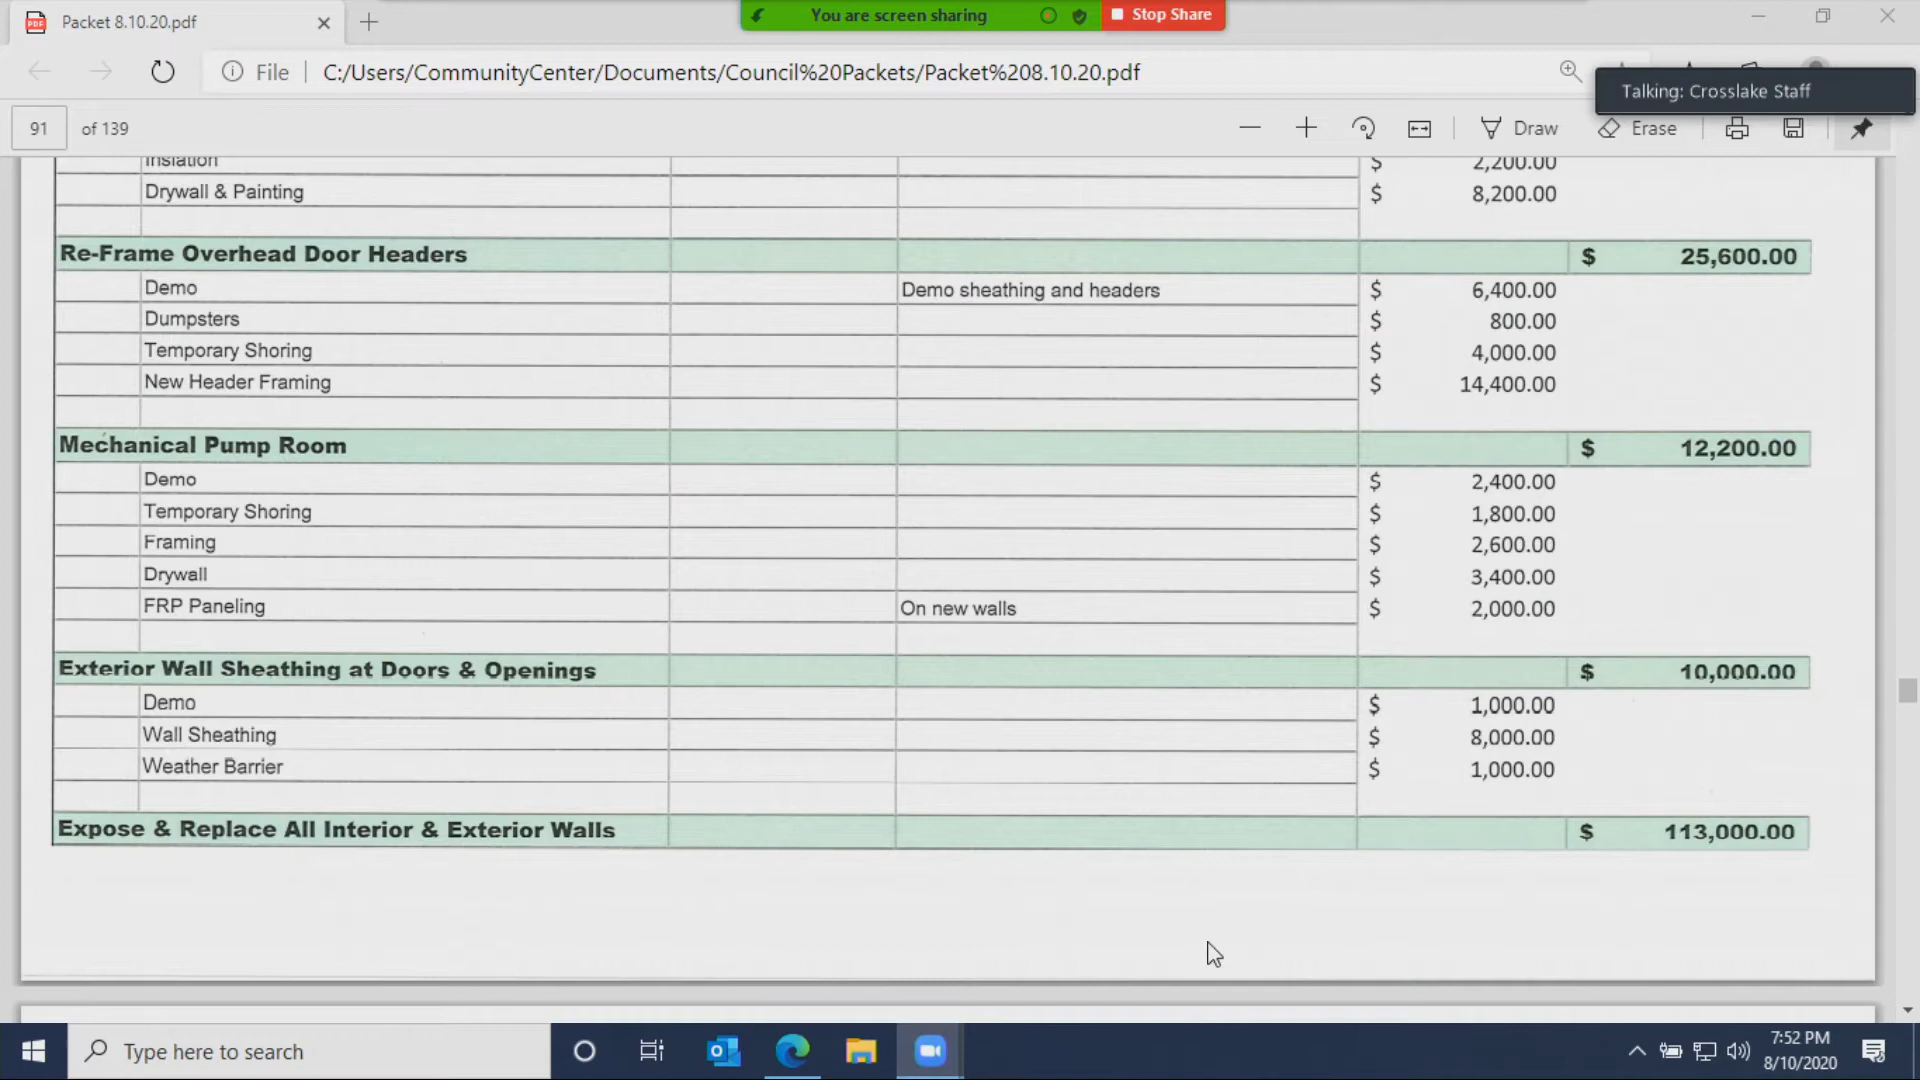 Packet 8.10.20.pdf
You are screen sharing
Stop Share
File
C:/Users/CommunityCenter/Documents/Council%20Packets/Packet%208.10.20.pdf
Talking: Crosslake Staff
91 of 139
Draw
Erase
Inslation $ 2,200.00
Drywall & Painting $ 8,200.00
Re-Frame Overhead Door Headers $ 25,600.00
Demo Demo sheathing and headers $ 6,400.00
Dumpsters $ 800.00
Temporary Shoring $ 4,000.00
New Header Framing $ 14,400.00
Mechanical Pump Room $ 12,200.00
Demo $ 2,400.00
Temporary Shoring $ 1,800.00
Framing $ 2,600.00
Drywall $ 3,400.00
FRP Paneling On new walls $ 2,000.00
Exterior Wall Sheathing at Doors & Openings $ 10,000.00
Demo $ 1,000.00
Wall Sheathing $ 8,000.00
Weather Barrier $ 1,000.00
Expose & Replace All Interior & Exterior Walls $ 113,000.00
Type here to search
7:52 PM
8/10/2020